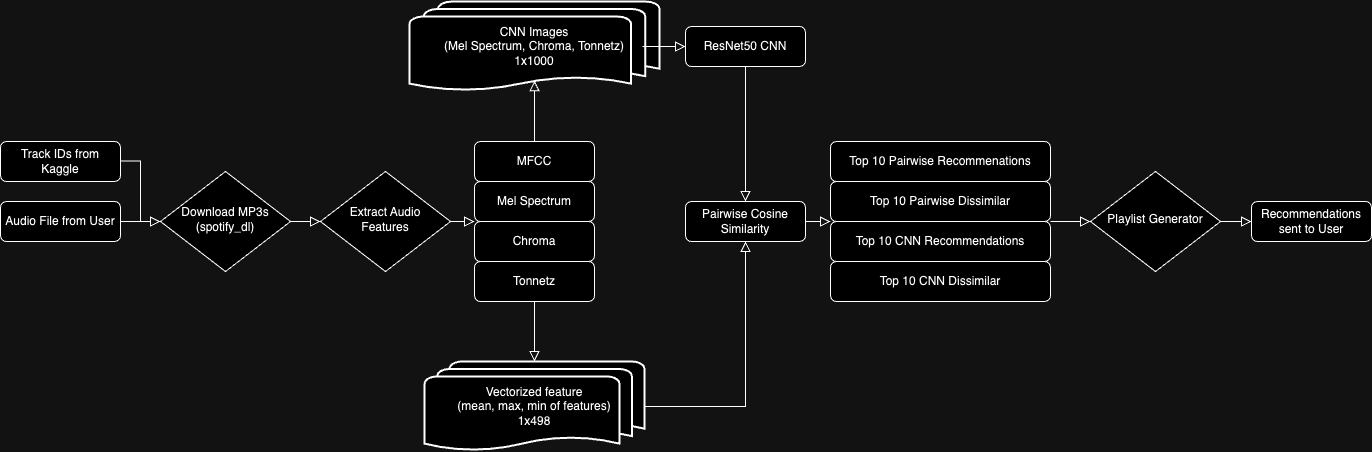 CNN Images
(Mel Spectrum, Chroma, Tonnetz)
1x1000
ResNet50 CNN
Track IDs from
Kaggle
Audio File from User
Download MP3s
(spotify_dl)
Extract Audio
Features
MFCC
Mel Spectrum
Chroma
Tonnetz
Pairwise Cosine
Similarity
Top 10 Pairwise Recommenations
Top 10 Pairwise Dissimilar
Top 10 CNN Recommendations
Top 10 CNN Dissimilar
Playlist Generator
Recommendations
sent to User
Vectorized feature
(mean, max, min of features)
1x498